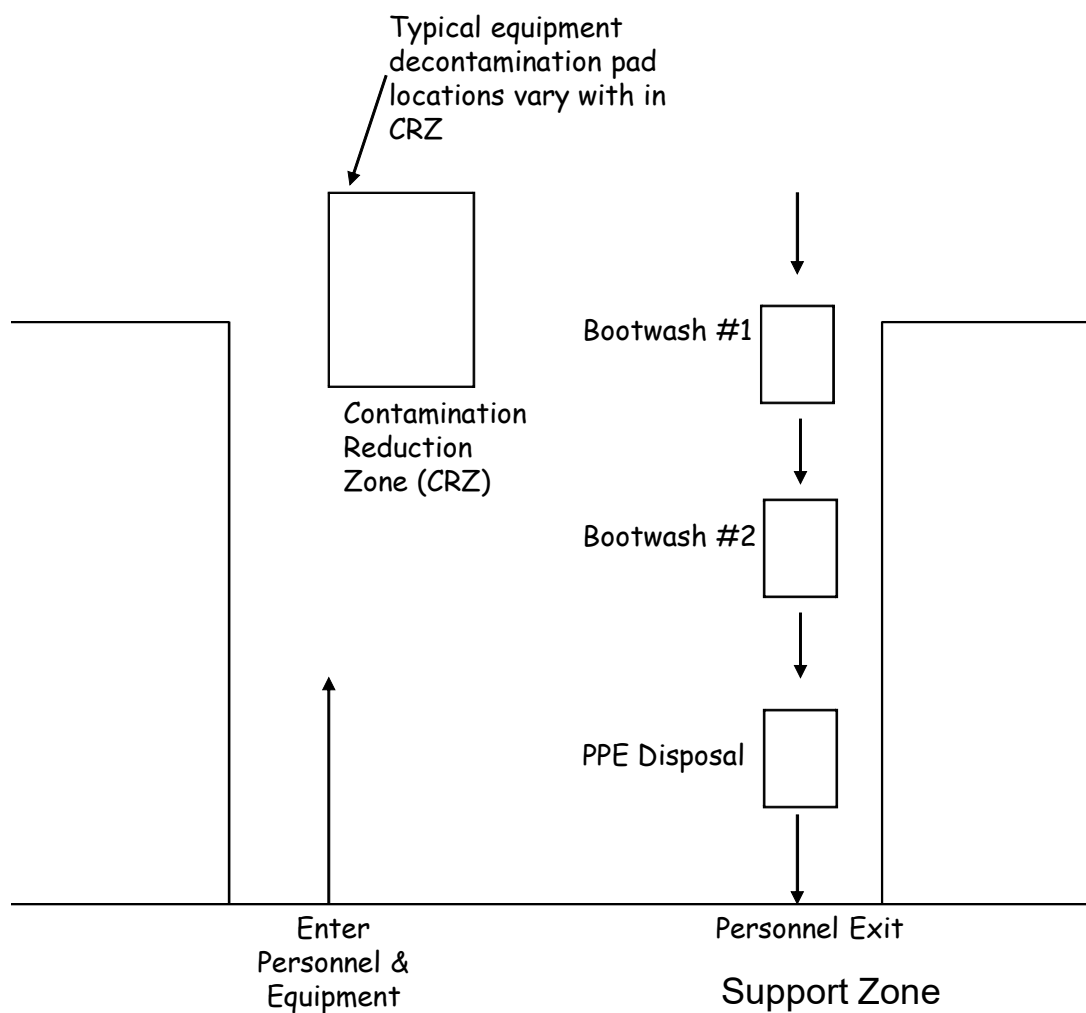 Typical equipment
decontamination pad
locations vary with in
CRZ
Bootwash #1
Contamination
Reduction
Zone (CRZ)
Bootwash #2
PPE Disposal
Enter
Personnel &
Equipment
Personnel Exit
Support Zone